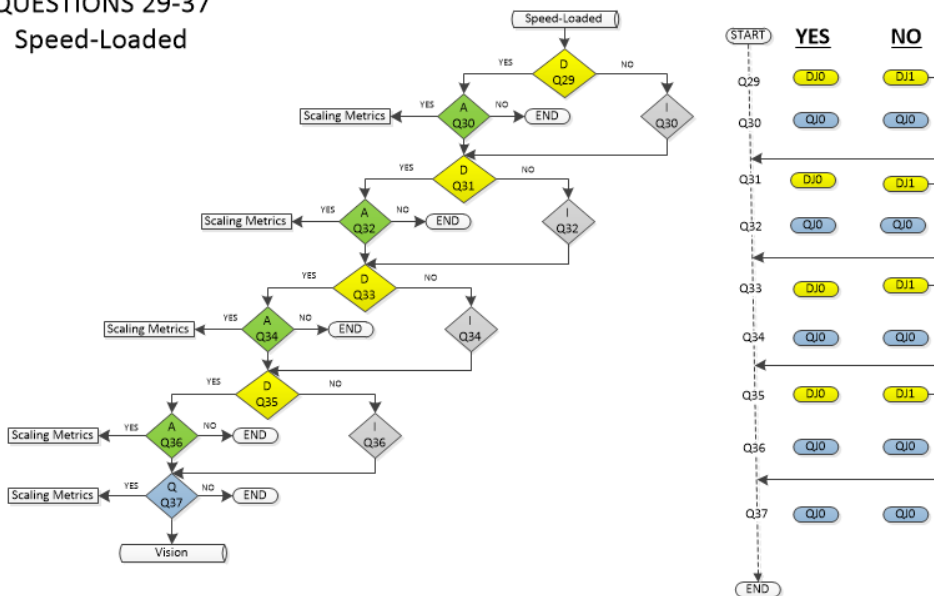 QUESTIONS 29-37
Speed-Loaded
Speed-Loaded
YES
D
Q29
NO
Scaling Metrics
YES
A
Q30
NO
END
I
Q30
YES
D
Q31
NO
Scaling Metrics
YES
A
Q32
NO
END
I
Q32
YES
D
Q33
NO
Scaling Metrics
YES
A
Q34
NO
END
I
Q34
YES
D
Q35
NO
Scaling Metrics
YES
A
Q36
NO
END
I
Q36
Scaling Metrics
YES
Q
Q37
NO
END
Vision
START YES NO
Q29 DJ0 DJ1
Q30 QJ0 QJ0
Q31 DJ0 DJ1
Q32 QJ0 QJ0
Q33 DJ0 DJ1
Q34 QJ0 QJ0
Q35 DJ0 DJ1
Q36 QJ0 QJ0
Q37 QJ0 QJ0
END